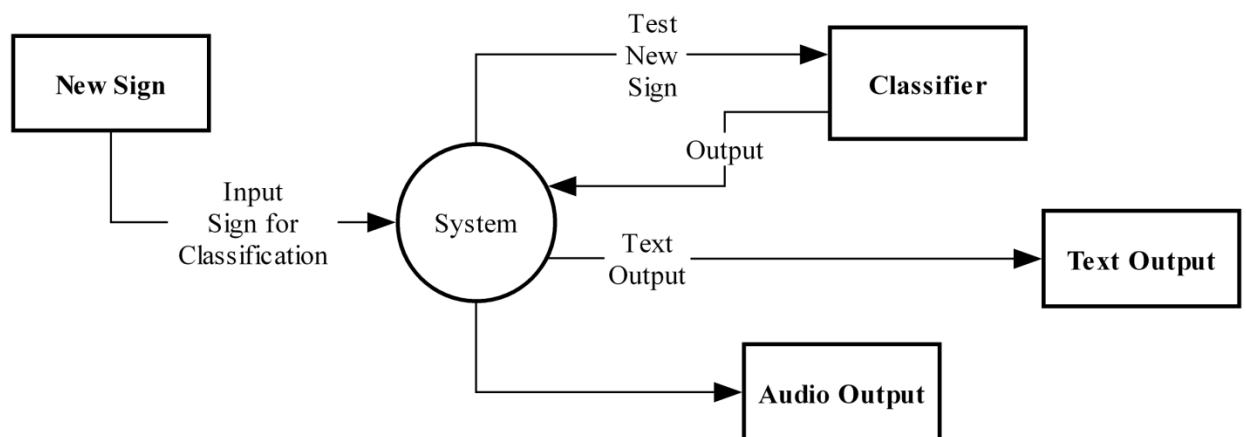 Test
New
Sign
New Sign
Classifier
Output
Input
Sign for
Classification
System
Text
Output
Text Output
Audio Output